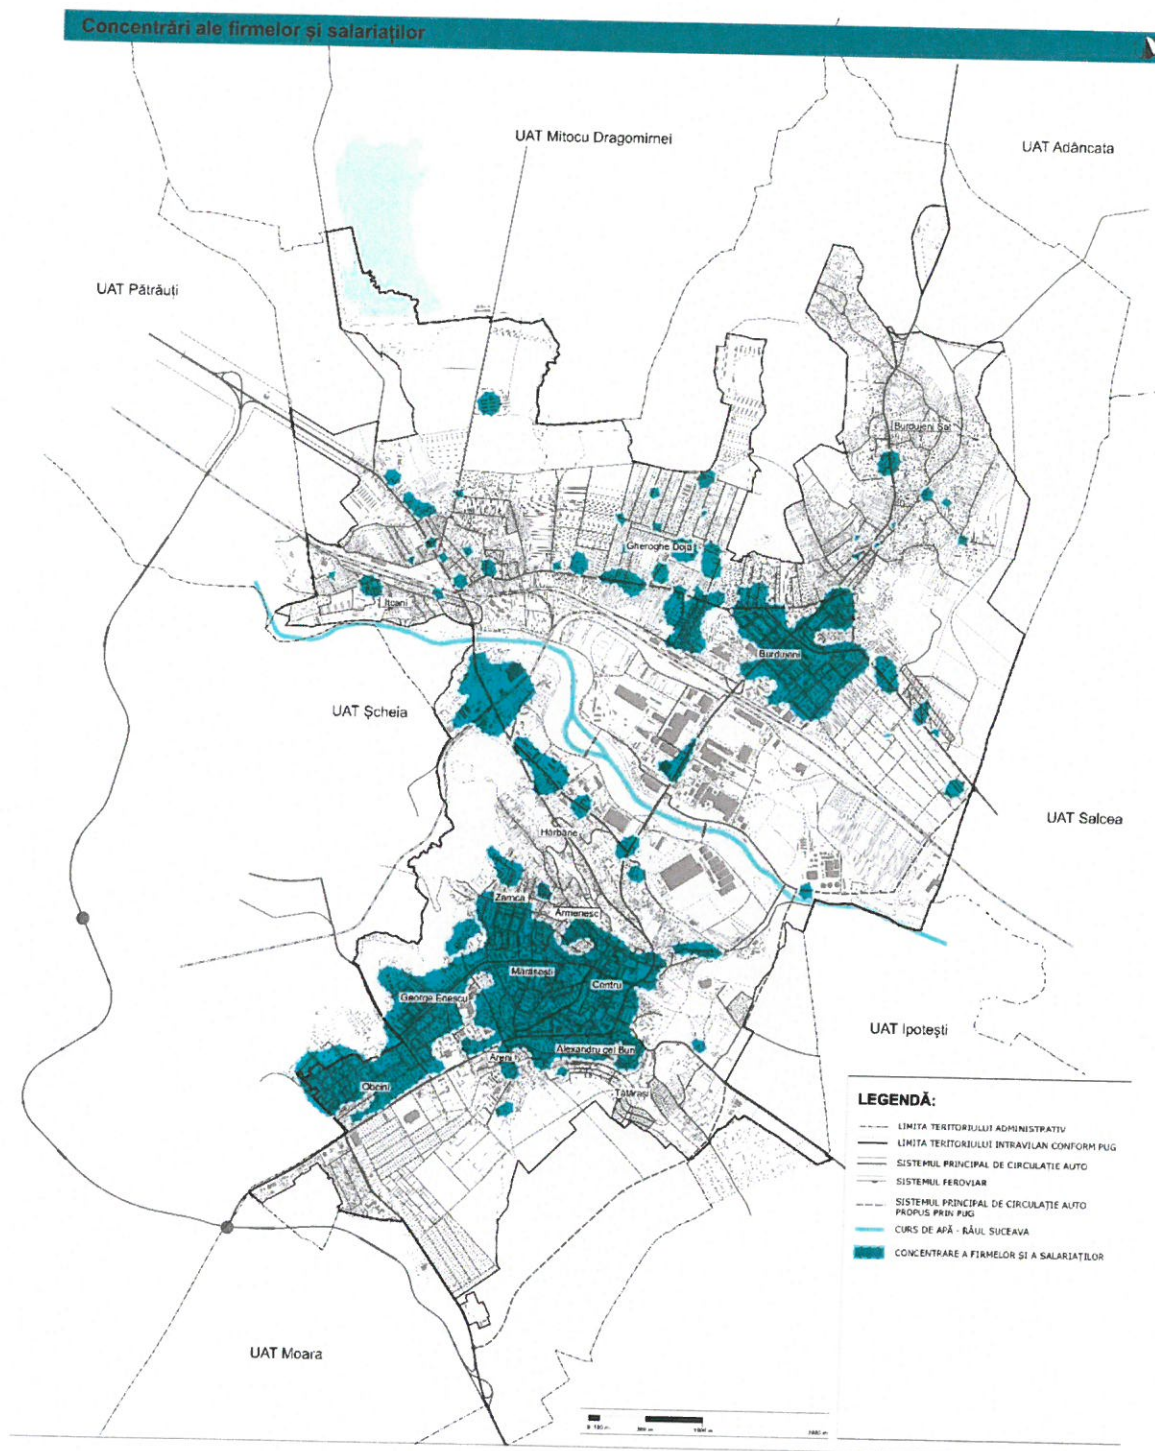 Concentrări ale firmelor și salariaților
UAT Mitocu Dragomirnei
UAT Adâncata
UAT Pătrăuți
Burdujeni Sat
Gheroghe Doja
Ițcani
Burdujeni
UAT Șcheia
UAT Salcea
Zamca
Armenesc
Mărășești
Centru
George Enescu
UAT Ipotești
Alexandru cel Bun
Areni
Obcini
Tătărași
LEGENDĂ:
LIMITA TERITORIULUI ADMINISTRATIV
LIMITA TERITORIULUI INTRAVILAN CONFORM PUG
SISTEMUL PRINCIPAL DE CIRCULAȚIE AUTO
SISTEMUL FEROVIAR
SISTEMUL PRINCIPAL DE CIRCULAȚIE AUTO
PROPUS PRIN PUG
CURS DE APĂ - RÂUL SUCEAVA
CONCENTRARE A FIRMELOR ȘI A SALARIAȚILOR
UAT Moara